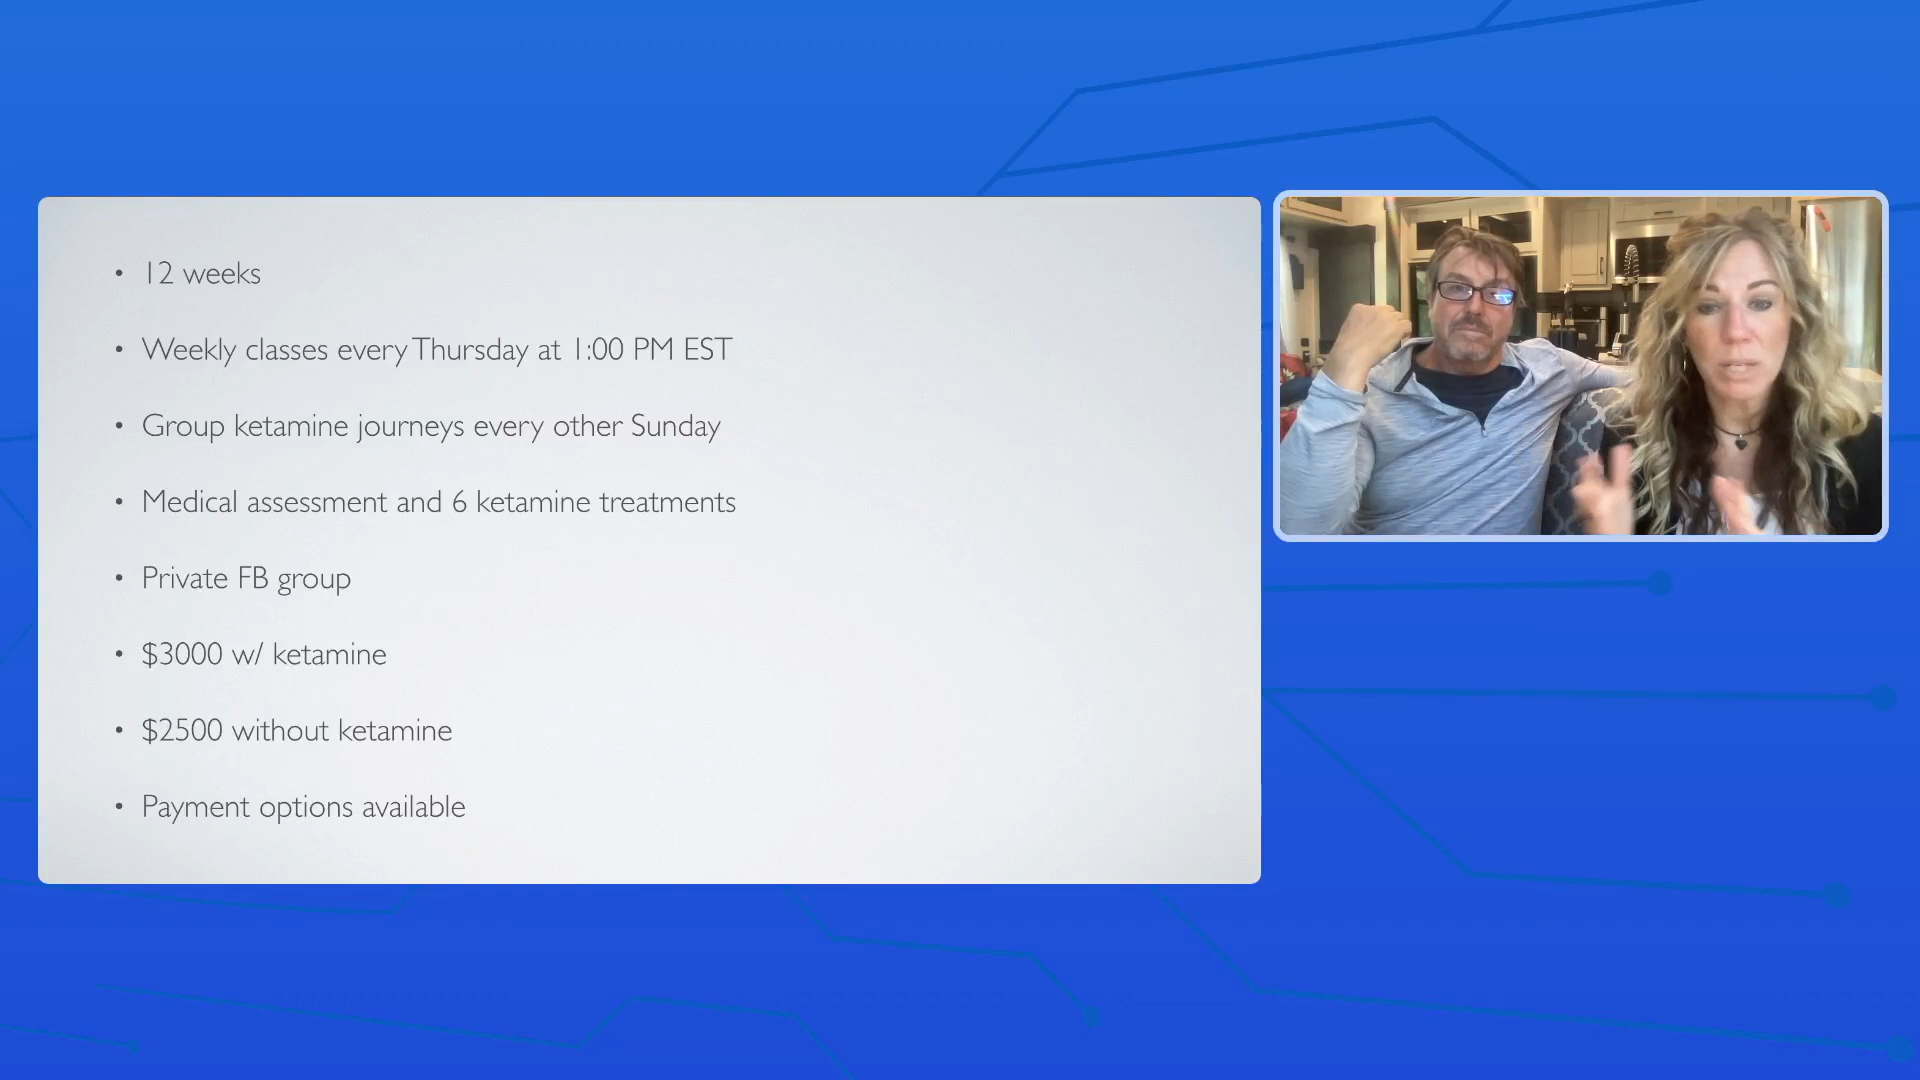 12 weeks
Weekly classes every Thursday at 1:00 PM EST
Group ketamine journeys every other Sunday
Medical assessment and 6 ketamine treatments
Private FB group
$3000 w/ ketamine
$2500 without ketamine
Payment options available